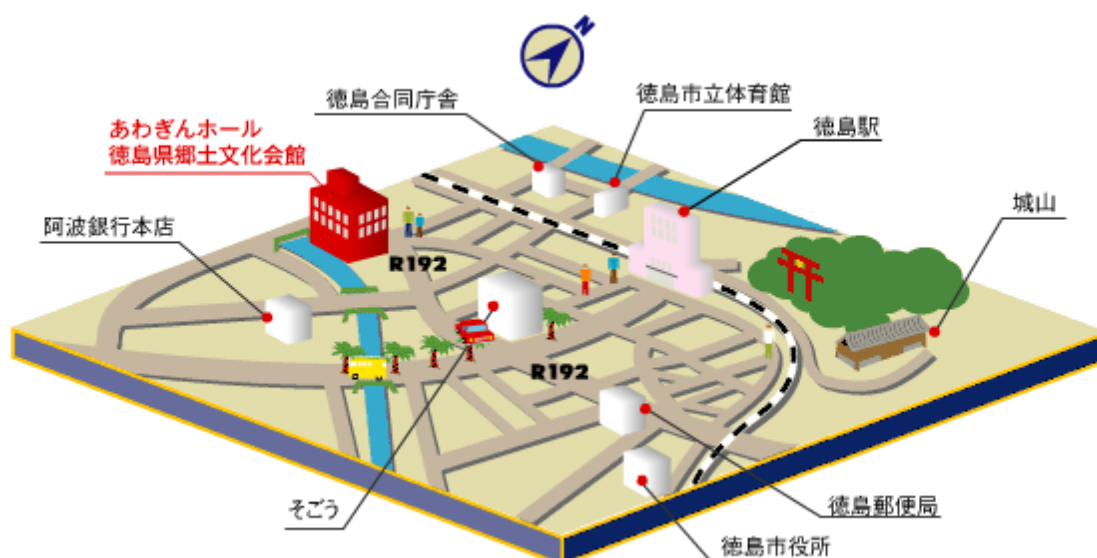 N
徳島合同庁舎
徳島市立体育館
あわぎんホール
徳島県郷土文化会館
徳島駅
城山
阿波銀行本店
R192
R192
そごう
徳島郵便局
徳島市役所